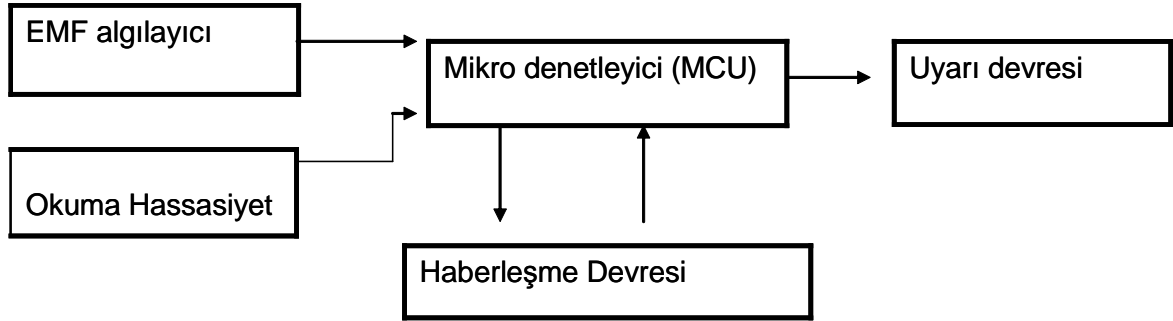 EMF algılayıcı
Mikro denetleyici (MCU)
Uyarı devresi
Okuma Hassasiyet
Haberleşme Devresi